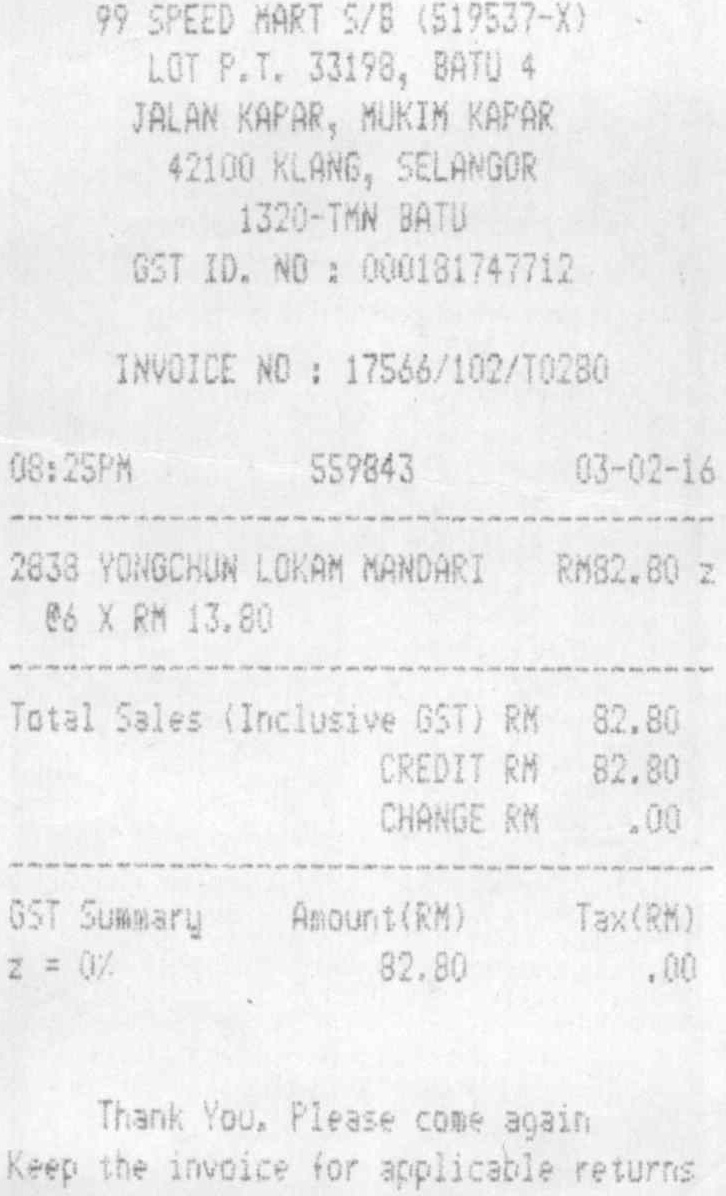 99 SPEED MART S/B (519537-X)
LOT P.T. 33198, BATU 4
JALAN KAPAR, MUKIM KAPAR
42100 KLANG, SELANGOR
1320-TMN BATU
GST ID. NO : 000181747712
INVOICE NO : 17566/102/T0280
08:25PM 559843 03-02-16
2838 YONGCHUN LOKAM MANDARI RM82.80 z
@6 X RM 13.80
Total Sales (Inclusive GST) RM 82.80
CREDIT RM 82.80
CHANGE RM .00
GST Summary Amount(RM) Tax(RM)
z = 0% 82.80 .00
Thank You. Please come again
Keep the invoice for applicable returns